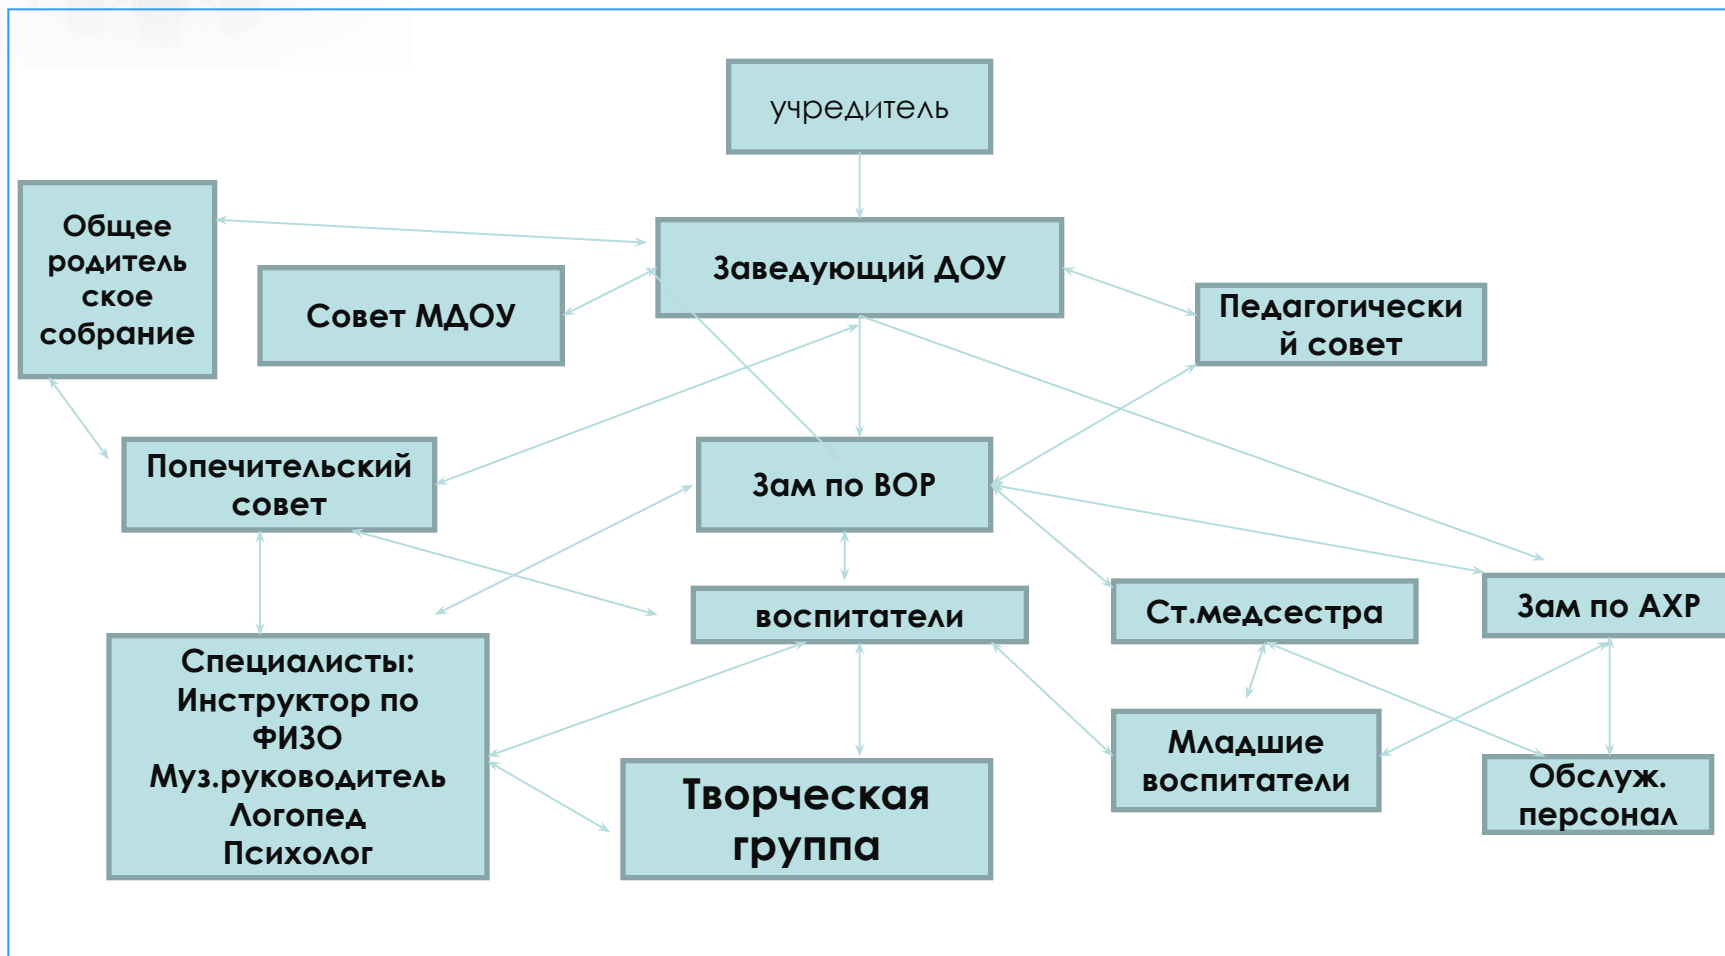 учредитель
Общее
родитель
ское
собрание
Заведующий ДОУ
Совет МДОУ
Педагогически
й совет
Попечительский
совет
Зам по ВОР
воспитатели
Ст.медсестра
Зам по АХР
Специалисты:
Инструктор по
ФИЗО
Муз.руководитель
Логопед
Психолог
Творческая
группа
Младшие
воспитатели
Обслуж.
персонал